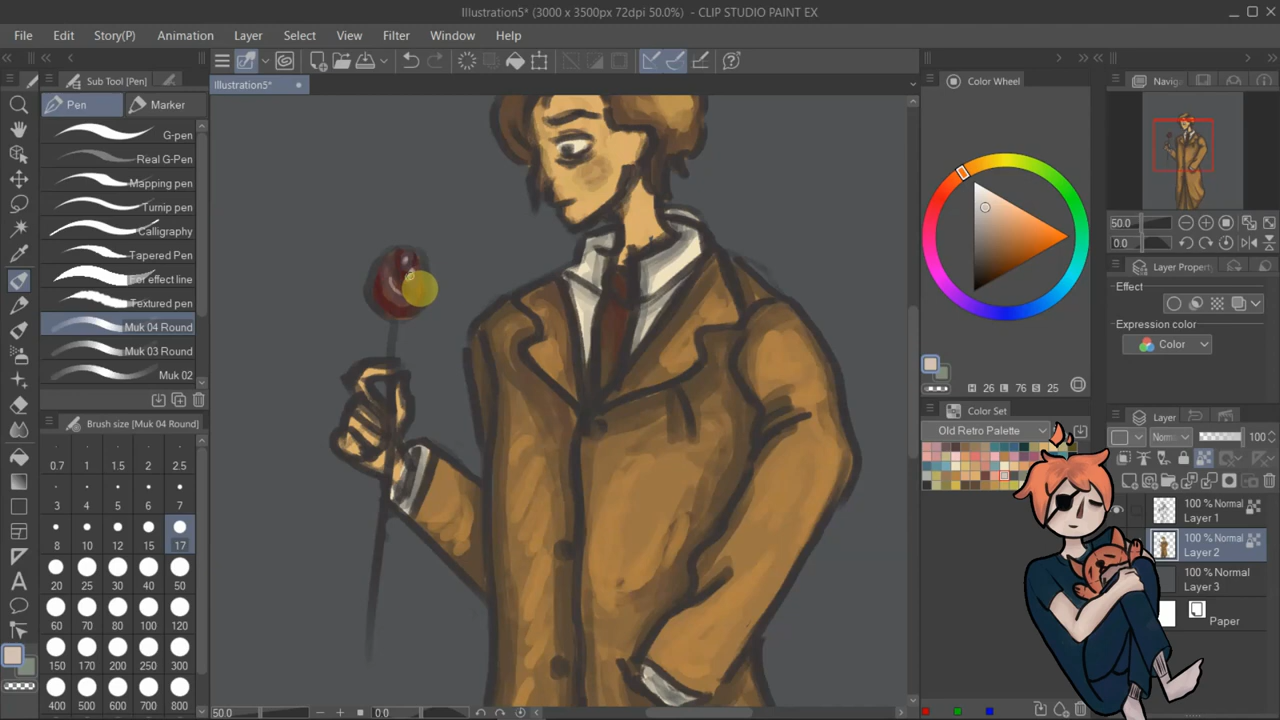 Illustration5* (3000 x 3500px 72dpi 50.0%)  - CLIP STUDIO PAINT EX
File Edit Story(P) Animation Layer Select View Filter Window Help
Sub Tool [Pen]
Illustration5*
Color Wheel
Pen
Marker
G-pen
Real G-Pen
Mapping pen
Turnip pen
Calligraphy
Tapered Pen
For effect line
Textured pen
Muk 04 Round
Muk 03 Round
Muk 02
Brush size [Muk 04 Round]
0.7 1 1.5 2 2.5
3 4 5 6 7
8 10 12 15 17
20 25 30 40 50
60 70 80 100 120
150 170 200 250 300
400 500 600 700 800
50.0
0.0
H 26 L 76 S 25
Color Set
Old Retro Palette
50.0
0.0
Layer Property
Effect
Expression color
Color
Layer
100
100 % Normal
Layer 1
100 % Normal
Layer 2
100 % Normal
Layer 3
Paper